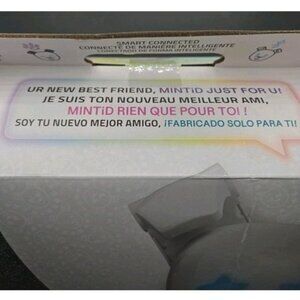 SMART CONNECTED
CONNECTÉ DE MANIÈRE INTELLIGENTE
CONECTADO DE FORMA INTELIGENTE
UR NEW BEST FRIEND, MINTiD JUST FOR U!
JE SUIS TON NOUVEAU MEILLEUR AMI,
MINTiD RIEN QUE POUR TOI !
SOY TU NUEVO MEJOR AMIGO, ¡FABRICADO SOLO PARA TI!